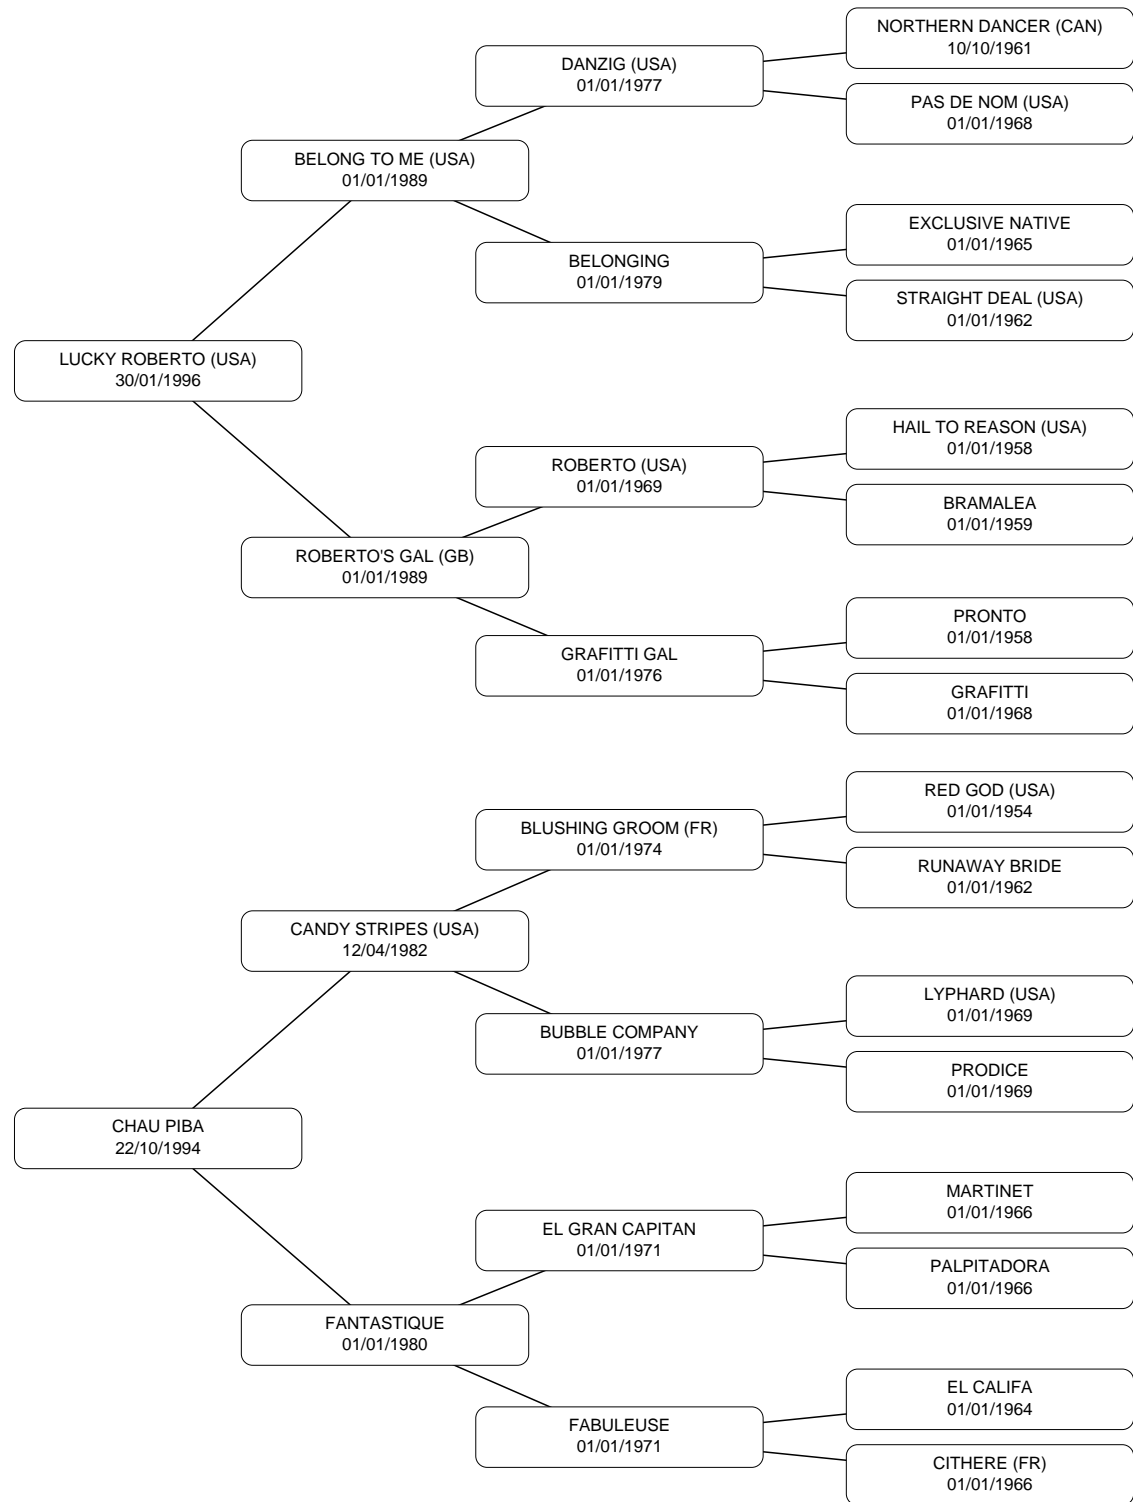 NORTHERN DANCER (CAN)
10/10/1961
DANZIG (USA)
01/01/1977
PAS DE NOM (USA)
01/01/1968
BELONG TO ME (USA)
01/01/1989
EXCLUSIVE NATIVE
01/01/1965
BELONGING
01/01/1979
STRAIGHT DEAL (USA)
01/01/1962
LUCKY ROBERTO (USA)
30/01/1996
HAIL TO REASON (USA)
01/01/1958
ROBERTO (USA)
01/01/1969
BRAMALEA
01/01/1959
ROBERTO'S GAL (GB)
01/01/1989
PRONTO
01/01/1958
GRAFITTI GAL
01/01/1976
GRAFITTI
01/01/1968
RED GOD (USA)
01/01/1954
BLUSHING GROOM (FR)
01/01/1974
RUNAWAY BRIDE
01/01/1962
CANDY STRIPES (USA)
12/04/1982
LYPHARD (USA)
01/01/1969
BUBBLE COMPANY
01/01/1977
PRODICE
01/01/1969
CHAU PIBA
22/10/1994
MARTINET
01/01/1966
EL GRAN CAPITAN
01/01/1971
PALPITADORA
01/01/1966
FANTASTIQUE
01/01/1980
EL CALIFA
01/01/1964
FABULEUSE
01/01/1971
CITHERE (FR)
01/01/1966